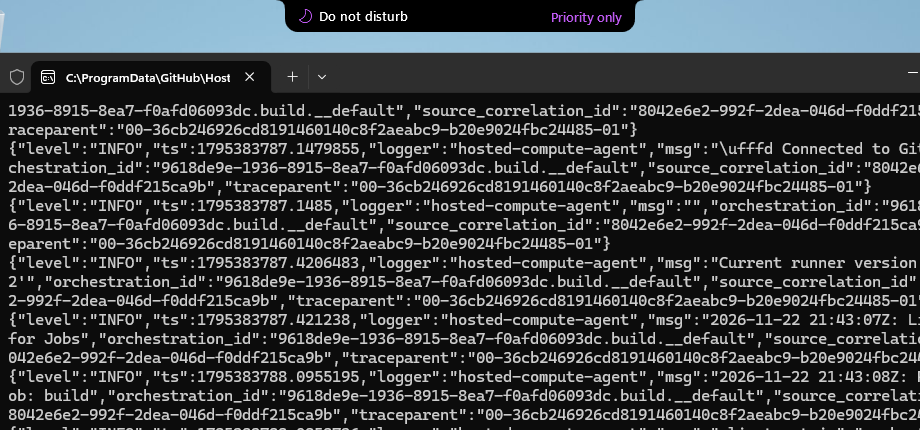 Do not disturb
Priority only
C:\ProgramData\GitHub\Host
1936-8915-8ea7-f0afd06093dc.build.__default","source_correlation_id":"8042e6e2-992f-2dea-046d-f0ddf215
raceparent":"00-36cb246926cd8191460140c8f2aeabc9-b20e9024fbc24485-01"}
{"level":"INFO","ts":1795383787.1479855,"logger":"hosted-compute-agent","msg":"\ufffd Connected to Git
chestration_id":"9618de9e-1936-8915-8ea7-f0afd06093dc.build.__default","source_correlation_id":"8042e
2dea-046d-f0ddf215ca9b","traceparent":"00-36cb246926cd8191460140c8f2aeabc9-b20e9024fbc24485-01"}
{"level":"INFO","ts":1795383787.1485,"logger":"hosted-compute-agent","msg":"","orchestration_id":"9618
6-8915-8ea7-f0afd06093dc.build.__default","source_correlation_id":"8042e6e2-992f-2dea-046d-f0ddf215ca
eparent":"00-36cb246926cd8191460140c8f2aeabc9-b20e9024fbc24485-01"}
{"level":"INFO","ts":1795383787.4206483,"logger":"hosted-compute-agent","msg":"Current runner version
2'","orchestration_id":"9618de9e-1936-8915-8ea7-f0afd06093dc.build.__default","source_correlation_id"
2-992f-2dea-046d-f0ddf215ca9b","traceparent":"00-36cb246926cd8191460140c8f2aeabc9-b20e9024fbc24485-01"
{"level":"INFO","ts":1795383787.421238,"logger":"hosted-compute-agent","msg":"2026-11-22 21:43:07Z: Li
for Jobs","orchestration_id":"9618de9e-1936-8915-8ea7-f0afd06093dc.build.__default","source_correlatio
042e6e2-992f-2dea-046d-f0ddf215ca9b","traceparent":"00-36cb246926cd8191460140c8f2aeabc9-b20e9024fbc244
{"level":"INFO","ts":1795383788.0955195,"logger":"hosted-compute-agent","msg":"2026-11-22 21:43:08Z: R
ob: build","orchestration_id":"9618de9e-1936-8915-8ea7-f0afd06093dc.build.__default","source_correlat
8042e6e2-992f-2dea-046d-f0ddf215ca9b","traceparent":"00-36cb246926cd8191460140c8f2aeabc9-b20e9024fbc24